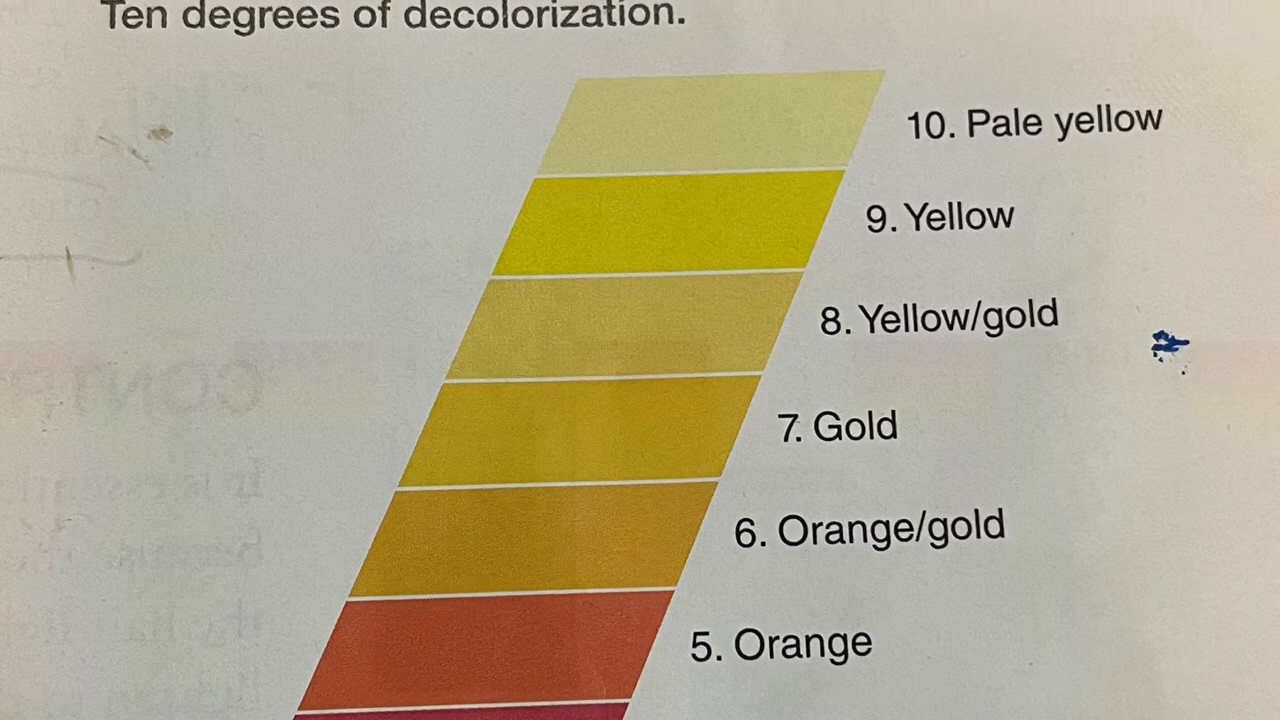 Ten degrees of decolorization.
10. Pale yellow
9. Yellow
8. Yellow/gold
7. Gold
6. Orange/gold
5. Orange